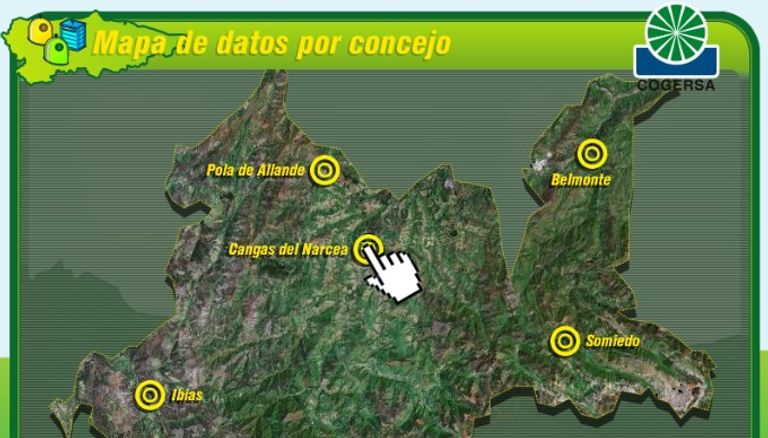 Mapa de datos por concejo
COGERSA
Pola de Allande
Belmonte
Cangas del Narcea
Somiedo
Ibias